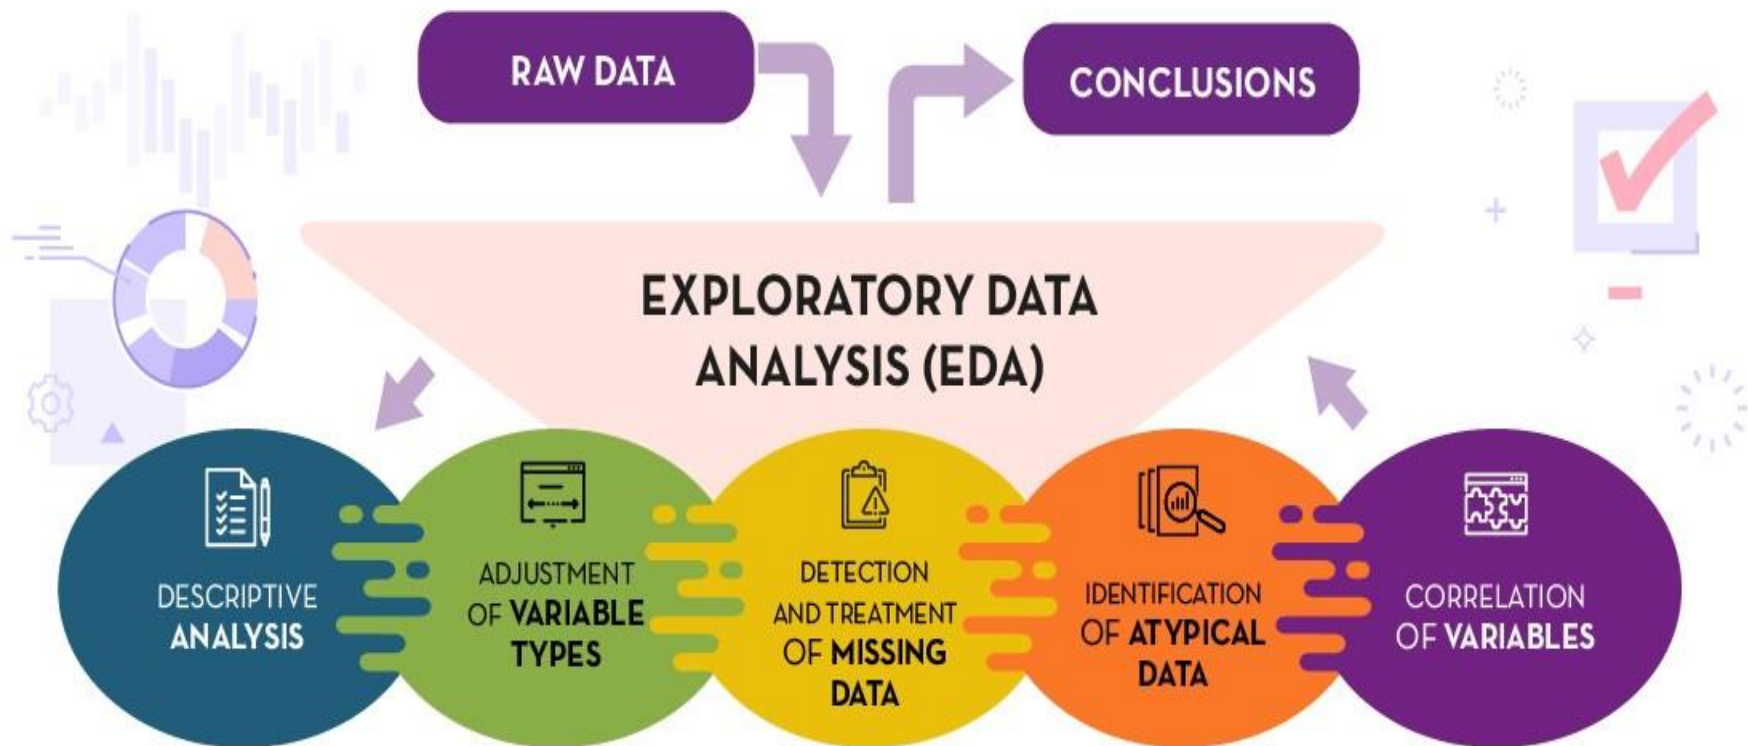 RAW DATA
CONCLUSIONS
EXPLORATORY DATA
ANALYSIS (EDA)
DESCRIPTIVE
ANALYSIS
ADJUSTMENT
OF VARIABLE
TYPES
DETECTION
AND TREATMENT
OF MISSING
DATA
IDENTIFICATION
OF ATYPICAL
DATA
CORRELATION
OF VARIABLES